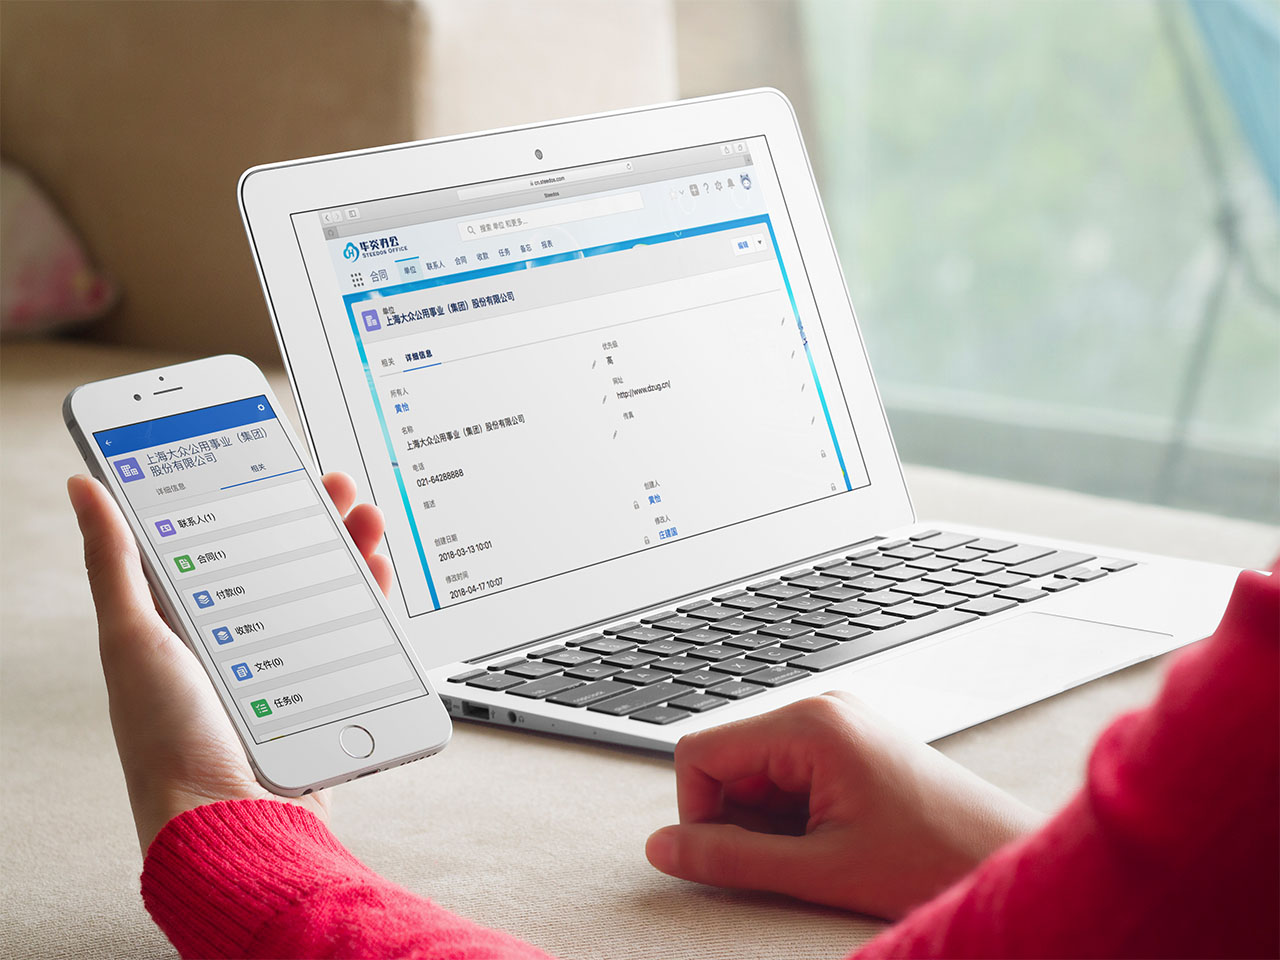 cn.steedos.com
Steedos
华炎办公
STEEDOS OFFICE
搜索 单位 和更多...
合同
单位
联系人
合同
收款
任务
备忘
报表
单位
上海大众公用事业（集团）股份有限公司
编辑
相关
详细信息
所有人
黄怡
优先级
高
名称
上海大众公用事业（集团）股份有限公司
网址
http://www.dzug.cn/
电话
021-64288888
传真
描述
创建日期
2018-03-13 10:01
创建人
黄怡
修改时间
2018-04-17 10:07
修改人
庄建国
上海大众公用事业（集团）
股份有限公司
详细信息
相关
联系人(1)
合同(1)
付款(0)
收款(1)
文件(0)
任务(0)